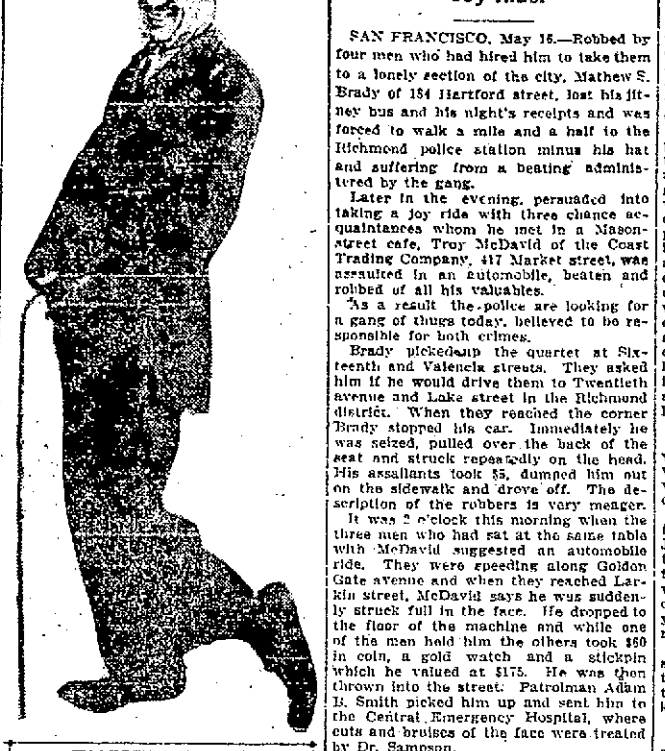 SAN FRANCISCO, May 16.—Robbed by
four men who had hired him to take them
to a lonely section of the city, Mathew S.
Brady of 184 Hartford street, lost his jit-
ney bus and his night's receipts and was
forced to walk a mile and a half to the
Richmond police station minus his hat
and suffering from a beating adminis-
tered by the gang.
Later in the evening, persuaded into
taking a joy ride with three chance ac-
quaintances whom he met in a Mason-
street cafe, Troy McDavid of the Coast
Trading Company, 417 Market street, was
assaulted in an automobile, beaten and
robbed of all his valuables.
As a result the police are looking for
a gang of thugs today, believed to be re-
sponsible for both crimes.
Brady picked up the quartet at Six-
teenth and Valencia streets. They asked
him if he would drive them to Twentieth
avenue and Lake street in the Richmond
district. When they reached the corner
Brady stopped his car. Immediately he
was seized, pulled over the back of the
seat and struck repeatedly on the head.
His assailants took $5, dumped him out
on the sidewalk and drove off. The de-
scription of the robbers is very meager.
It was 2 o'clock this morning when the
three men who had sat at the same table
with McDavid suggested an automobile
ride. They were speeding along Golden
Gate avenue and when they reached Lar-
kin street, McDavid says he was sudden-
ly struck full in the face. He dropped to
the floor of the machine and while one
of the men held him the others took $60
in coin, a gold watch and a stickpin
which he valued at $175. He was then
thrown into the street. Patrolman Adam
B. Smith picked him up and sent him to
the Central Emergency Hospital, where
cuts and bruises of the face were treated
by Dr. Sampson.